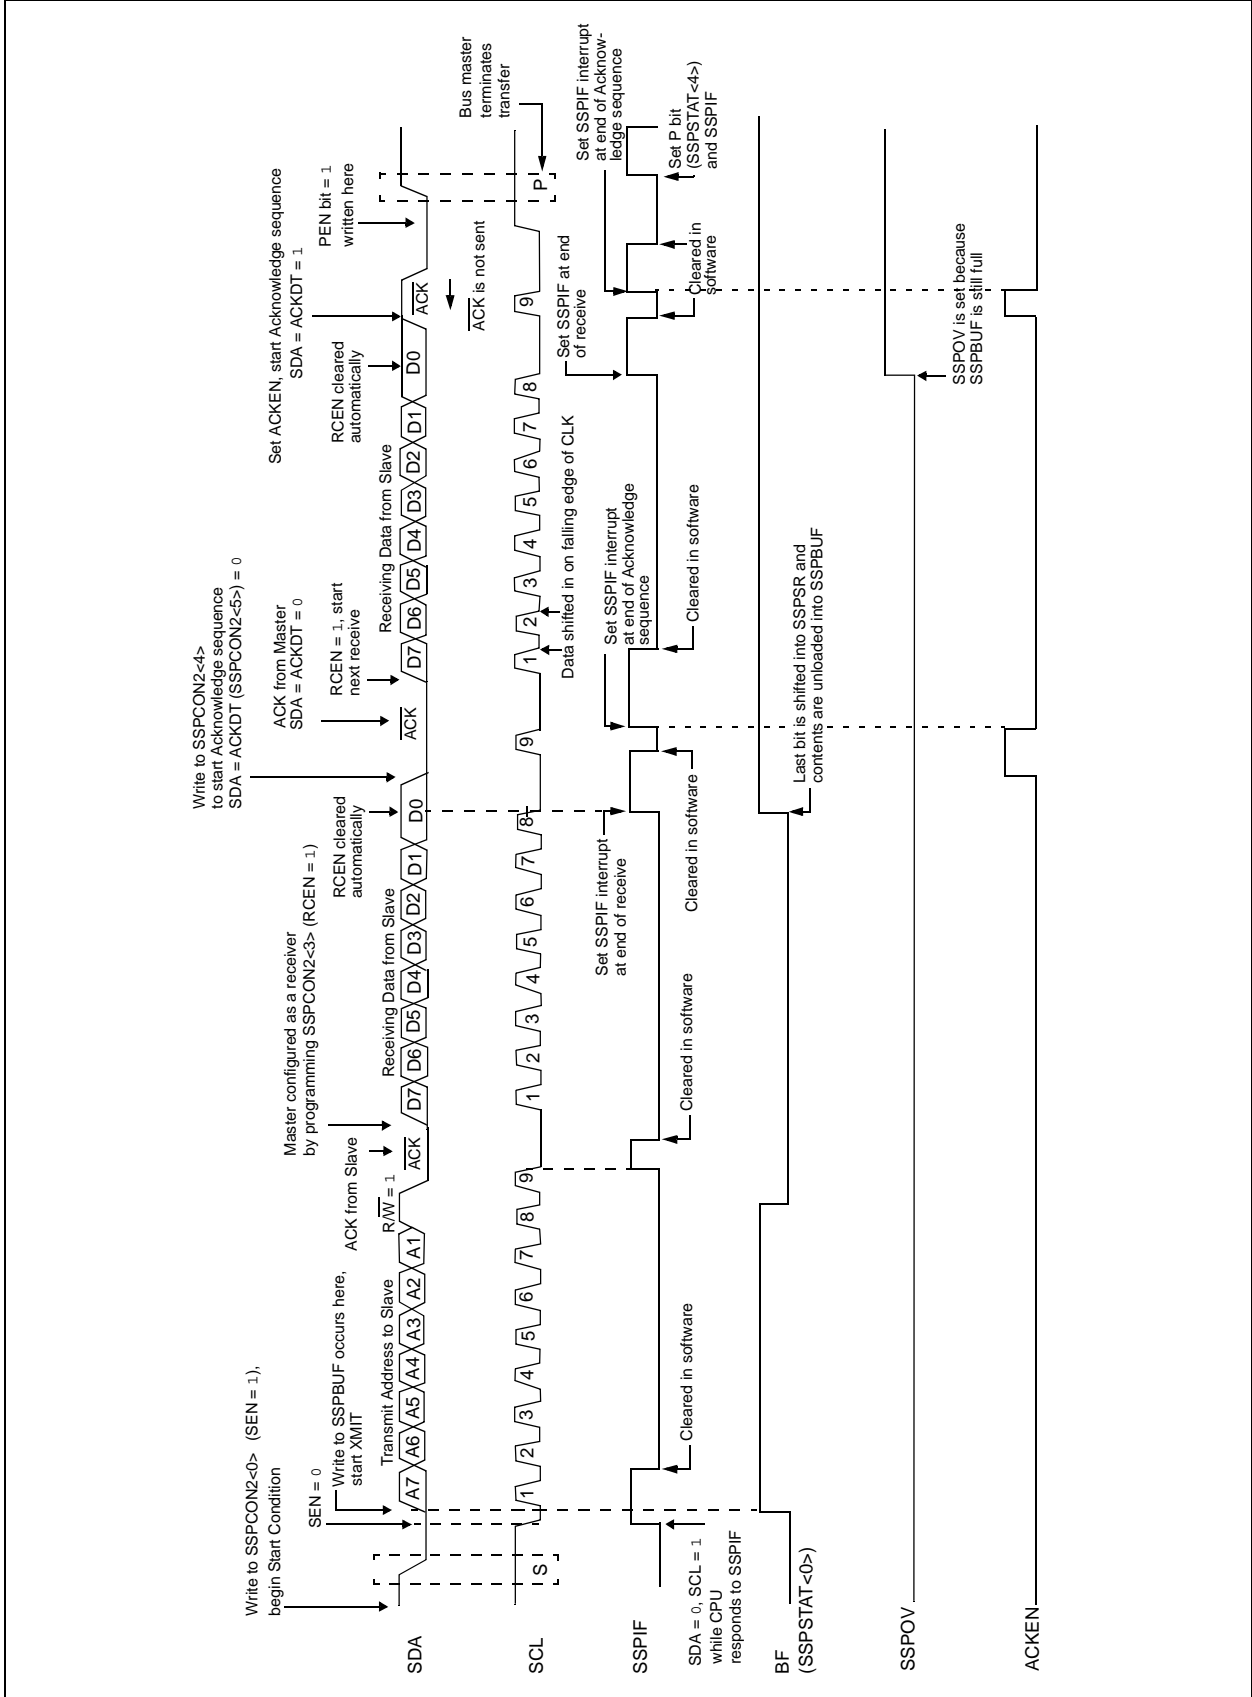 Write to SSPCON2<4>
to start Acknowledge sequence
SDA = ACKDT (SSPCON2<5>) = 0
Write to SSPCON2<0> (SEN = 1),
begin Start Condition
Master configured as a receiver
by programming SSPCON2<3> (RCEN = 1)
ACK from Master
SDA = ACKDT = 0
Set ACKEN, start Acknowledge sequence
SDA = ACKDT = 1
SEN = 0
Write to SSPBUF occurs here,
start XMIT
ACK from Slave
RCEN cleared
automatically
RCEN = 1, start
next receive
RCEN cleared
automatically
PEN bit = 1
written here
Transmit Address to Slave
R/W = 1
Receiving Data from Slave
Receiving Data from Slave
SDA
A7 A6 A5 A4 A3 A2 A1
ACK
D7 D6 D5 D4 D3 D2 D1 D0
ACK
D7 D6 D5 D4 D3 D2 D1 D0
ACK
ACK is not sent
Bus master
terminates
transfer
SCL
S
1 2 3 4 5 6 7 8 9
1 2 3 4 5 6 7 8 9
1 2 3 4 5 6 7 8 9
P
Data shifted in on falling edge of CLK
Set SSPIF interrupt
at end of receive
Set SSPIF interrupt
at end of Acknowledge
sequence
Set SSPIF at end
of receive
Set SSPIF interrupt
at end of Acknow-
ledge sequence
SSPIF
SDA = 0, SCL = 1
while CPU
responds to SSPIF
Cleared in software
Cleared in software
Cleared in software
Cleared in software
Cleared in
software
Set P bit
(SSPSTAT<4>)
and SSPIF
BF
(SSPSTAT<0>)
Last bit is shifted into SSPSR and
contents are unloaded into SSPBUF
SSPOV
SSPOV is set because
SSPBUF is still full
ACKEN